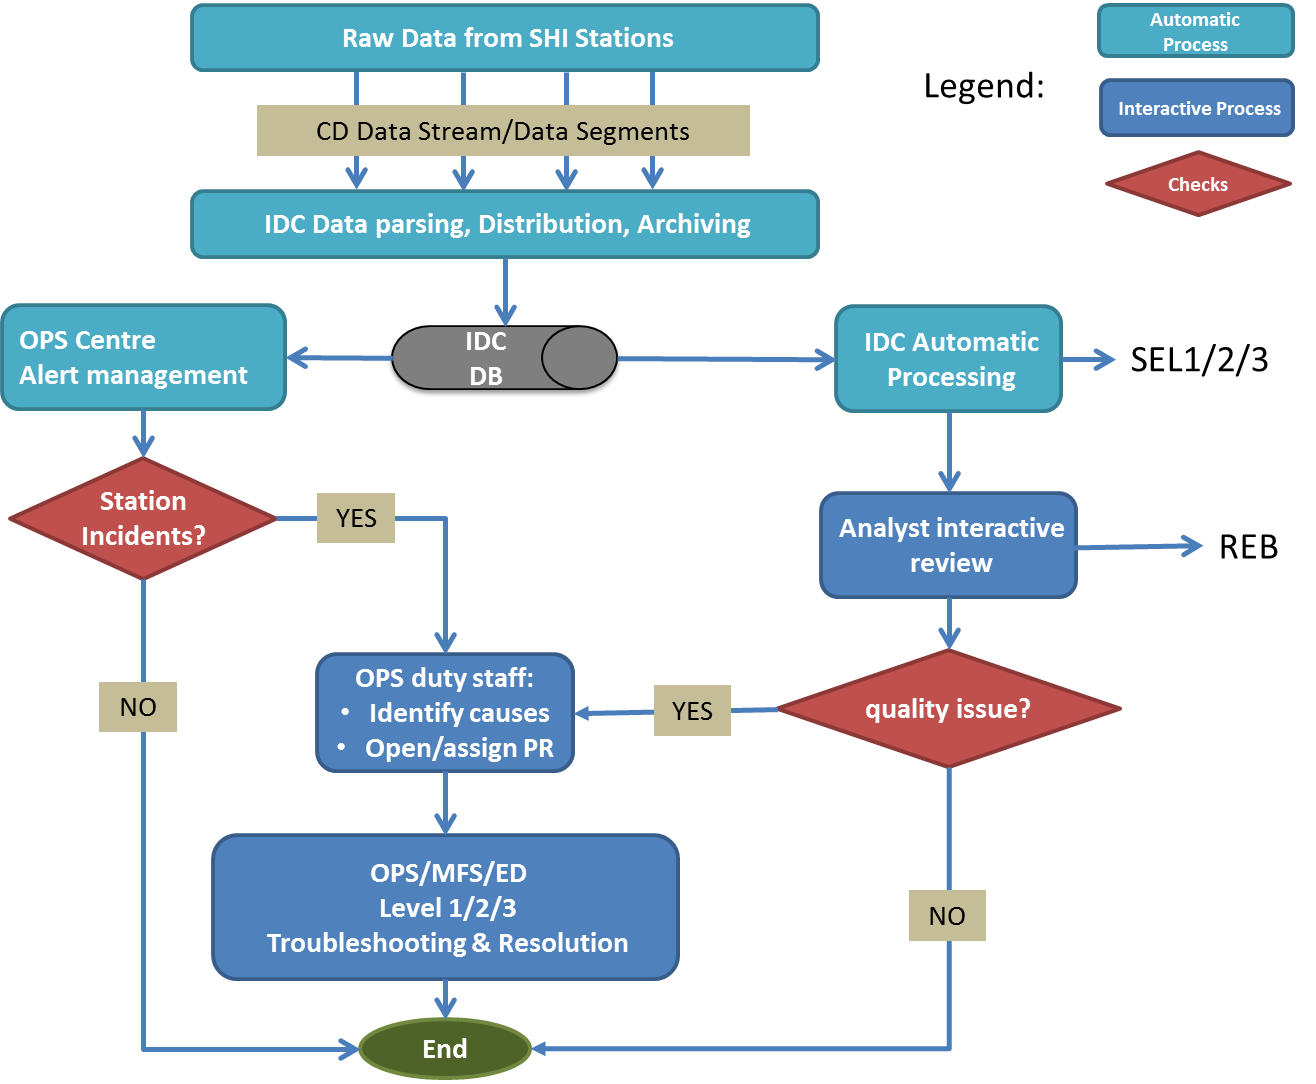 Raw Data from SHI Stations
Automatic
Process
Legend:
Interactive Process
CD Data Stream/Data Segments
Checks
IDC Data parsing, Distribution, Archiving
OPS Centre
Alert management
IDC
DB
IDC Automatic
Processing
SEL1/2/3
Station
Incidents?
YES
Analyst interactive
review
REB
OPS duty staff:
• Identify causes
• Open/assign PR
YES
quality issue?
NO
OPS/MFS/ED
Level 1/2/3
Troubleshooting & Resolution
NO
End